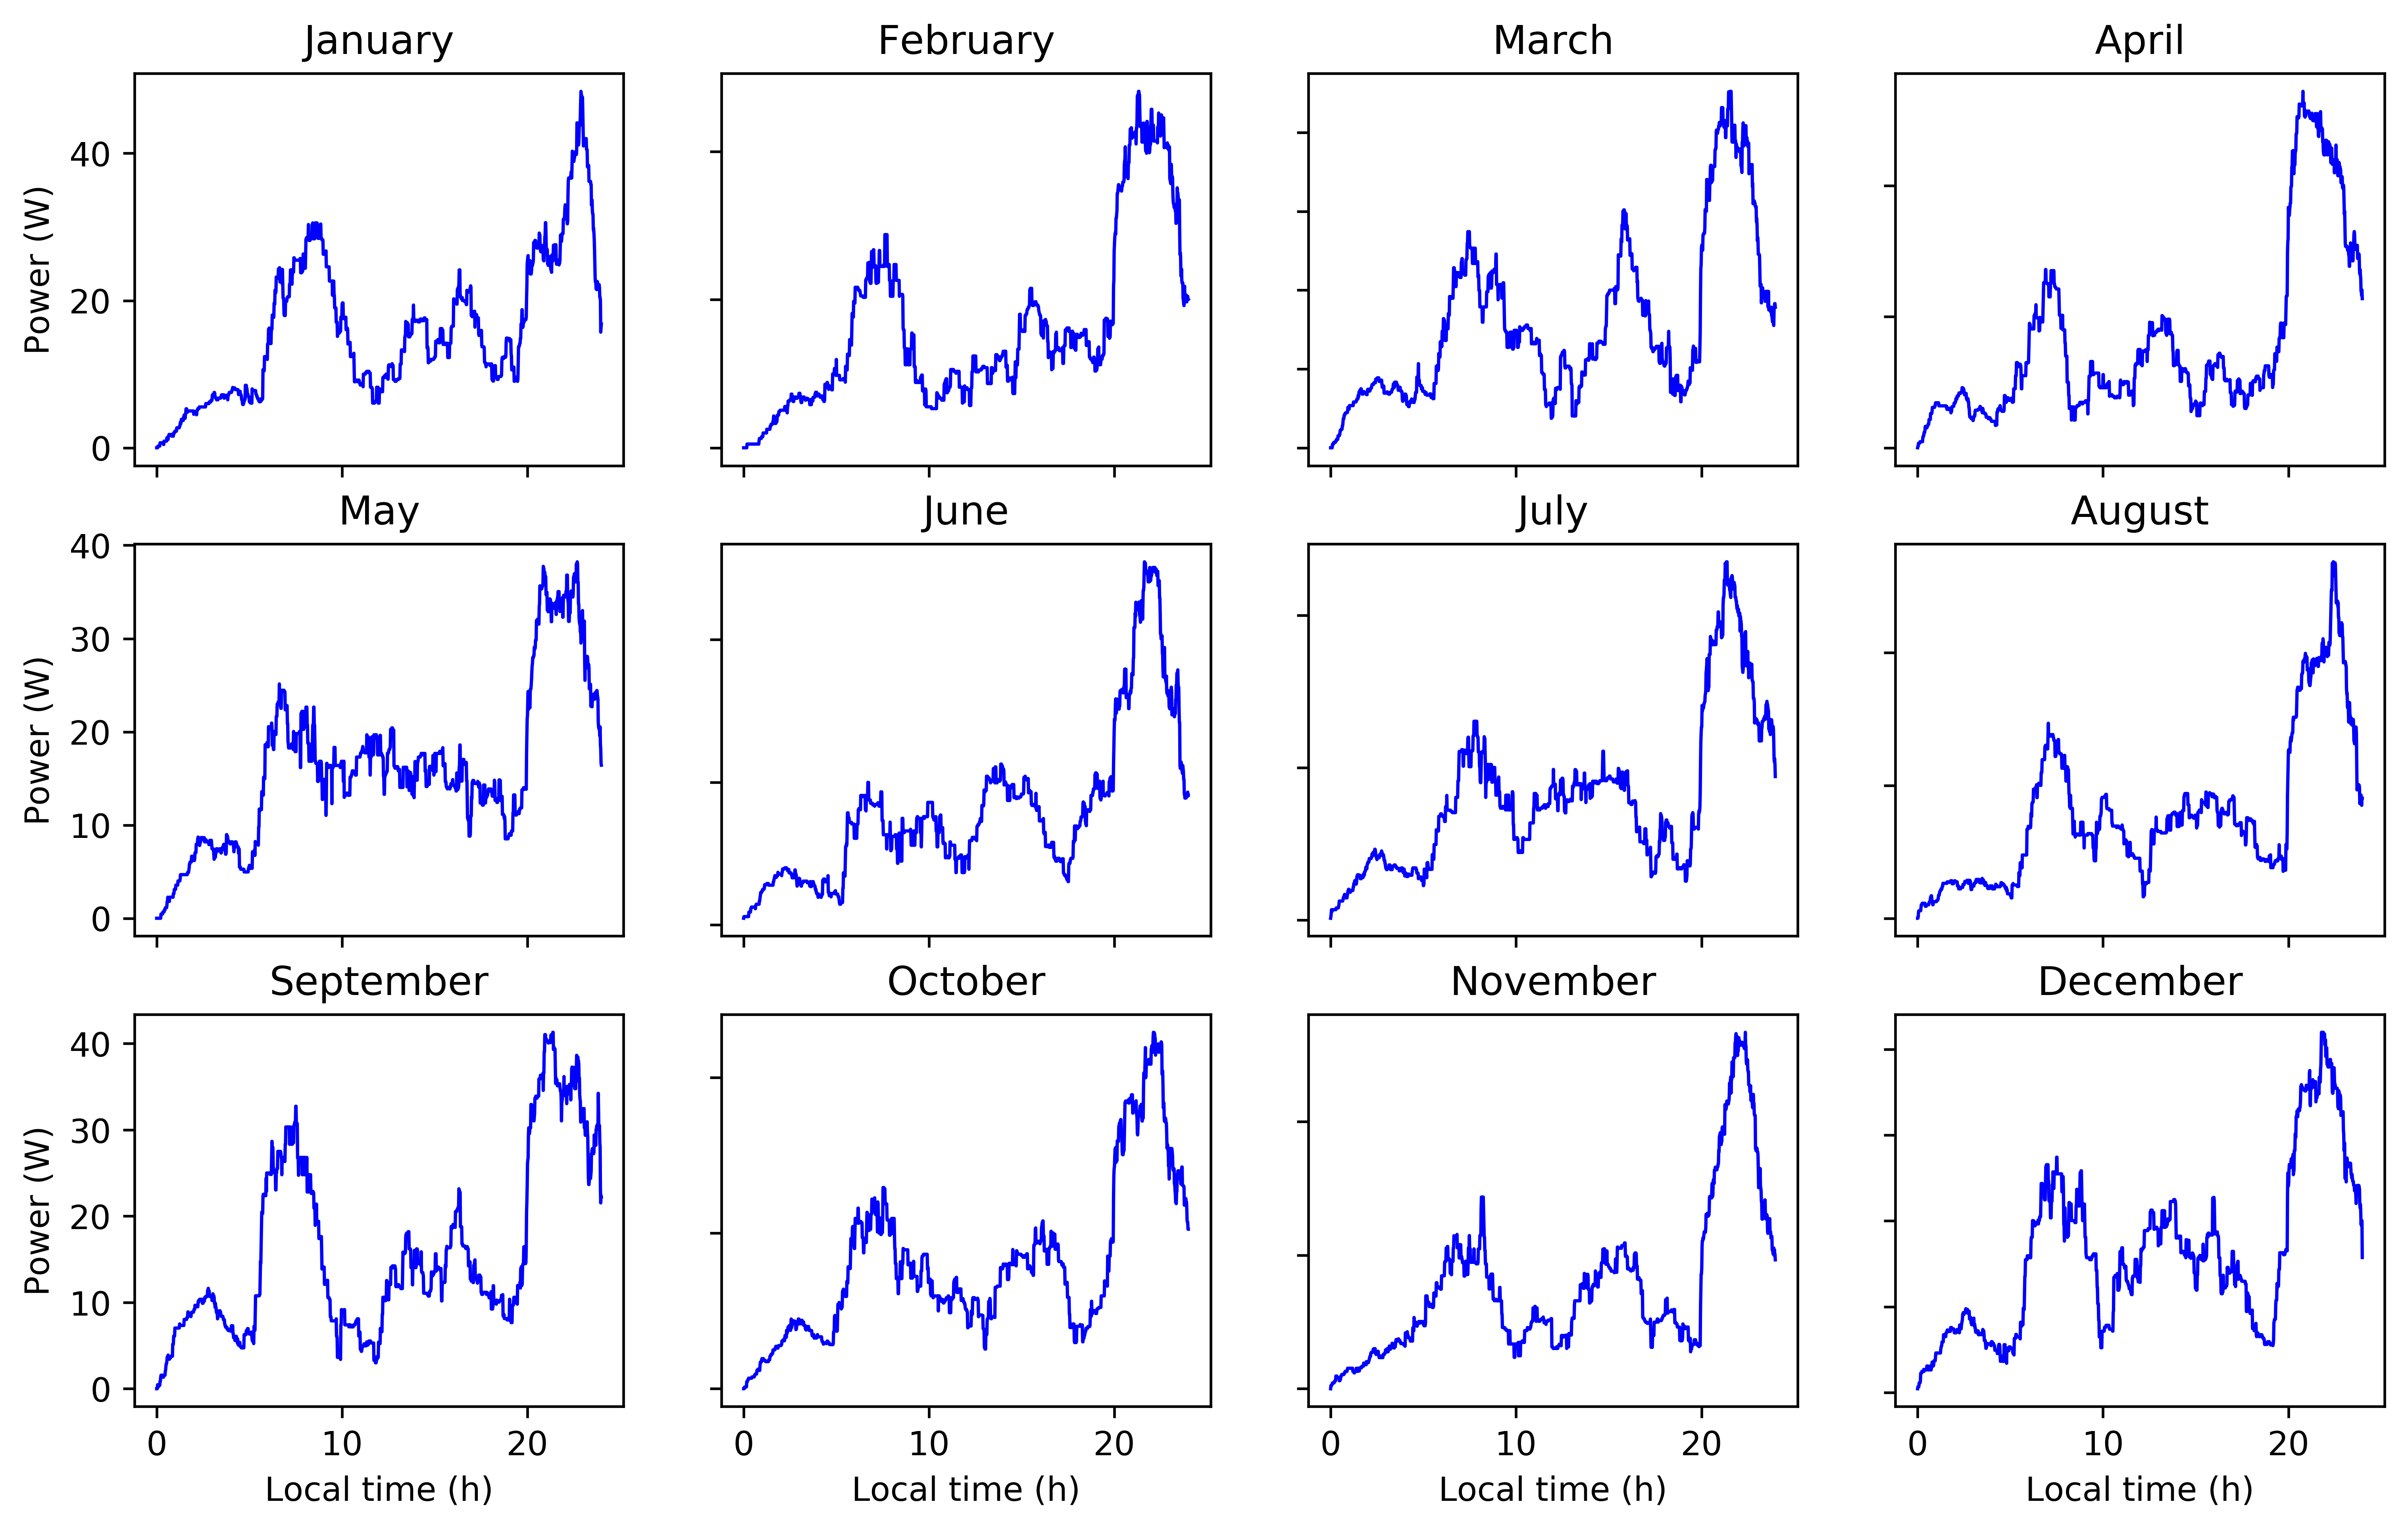 January February March April
Power (W)
40
20
0
May June July August
Power (W)
40
30
20
10
0
September October November December
Power (W)
40
30
20
10
0
0 10 20 0 10 20 0 10 20 0 10 20
Local time (h) Local time (h) Local time (h) Local time (h)